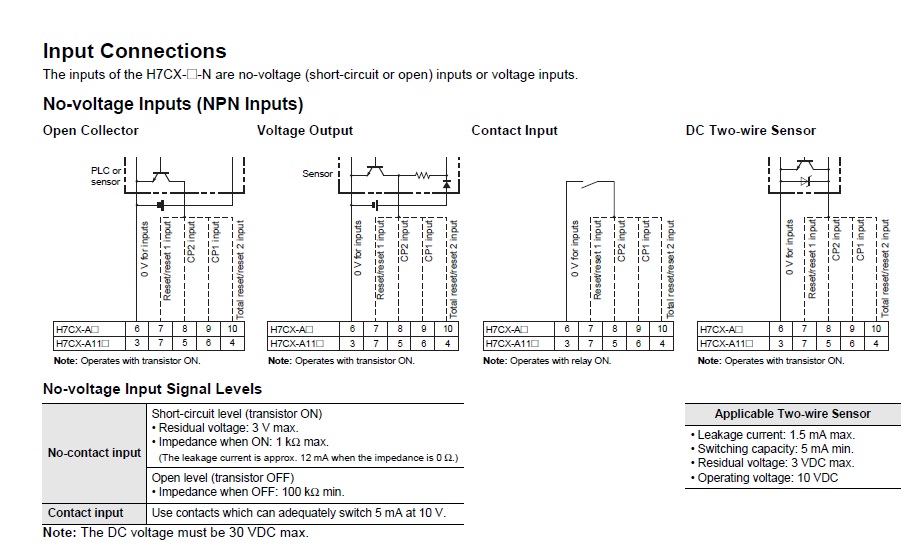 Input Connections
The inputs of the H7CX-□-N are no-voltage (short-circuit or open) inputs or voltage inputs.
No-voltage Inputs (NPN Inputs)
Open Collector
PLC or
sensor
0 V for inputs
Reset/reset 1 input
CP2 input
CP1 input
Total reset/reset 2 input
H7CX-A□ 6 7 8 9 10
H7CX-A11□ 3 7 5 6 4
Note: Operates with transistor ON.
Voltage Output
Sensor
0 V for inputs
Reset/reset 1 input
CP2 input
CP1 input
Total reset/reset 2 input
H7CX-A□ 6 7 8 9 10
H7CX-A11□ 3 7 5 6 4
Note: Operates with transistor ON.
Contact Input
0 V for inputs
Reset/reset 1 input
CP2 input
CP1 input
Total reset/reset 2 input
H7CX-A□ 6 7 8 9 10
H7CX-A11□ 3 7 5 6 4
Note: Operates with relay ON.
DC Two-wire Sensor
0 V for inputs
Reset/reset 1 input
CP2 input
CP1 input
Total reset/reset 2 input
H7CX-A□ 6 7 8 9 10
H7CX-A11□ 3 7 5 6 4
Note: Operates with transistor ON.
No-voltage Input Signal Levels
No-contact input
Short-circuit level (transistor ON)
• Residual voltage: 3 V max.
• Impedance when ON: 1 kΩ max.
(The leakage current is approx. 12 mA when the impedance is 0 Ω.)
Open level (transistor OFF)
• Impedance when OFF: 100 kΩ min.
Contact input Use contacts which can adequately switch 5 mA at 10 V.
Note: The DC voltage must be 30 VDC max.
Applicable Two-wire Sensor
• Leakage current: 1.5 mA max.
• Switching capacity: 5 mA min.
• Residual voltage: 3 VDC max.
• Operating voltage: 10 VDC